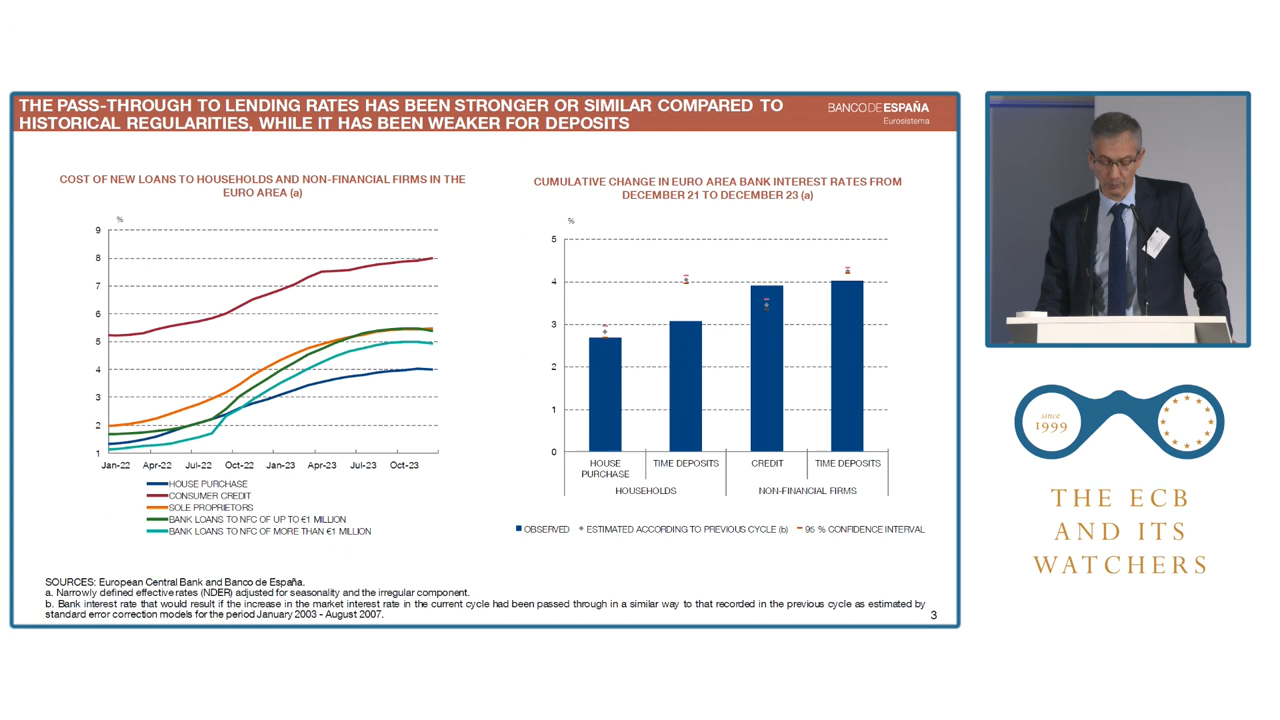 THE PASS-THROUGH TO LENDING RATES HAS BEEN STRONGER OR SIMILAR COMPARED TO
HISTORICAL REGULARITIES, WHILE IT HAS BEEN WEAKER FOR DEPOSITS
BANCO DE ESPAÑA
Eurosistema
COST OF NEW LOANS TO HOUSEHOLDS AND NON-FINANCIAL FIRMS IN THE
EURO AREA (a)
%
9
8
7
6
5
4
3
2
1
Jan-22 Apr-22 Jul-22 Oct-22 Jan-23 Apr-23 Jul-23 Oct-23
HOUSE PURCHASE
CONSUMER CREDIT
SOLE PROPRIETORS
BANK LOANS TO NFC OF UP TO €1 MILLION
BANK LOANS TO NFC OF MORE THAN €1 MILLION
CUMULATIVE CHANGE IN EURO AREA BANK INTEREST RATES FROM
DECEMBER 21 TO DECEMBER 23 (a)
%
5
4
3
2
1
0
HOUSE PURCHASE TIME DEPOSITS CREDIT TIME DEPOSITS
HOUSEHOLDS NON-FINANCIAL FIRMS
OBSERVED ESTIMATED ACCORDING TO PREVIOUS CYCLE (b) 95 % CONFIDENCE INTERVAL
SOURCES: European Central Bank and Banco de España.
a. Narrowly defined effective rates (NDER) adjusted for seasonality and the irregular component.
b. Bank interest rate that would result if the increase in the market interest rate in the current cycle had been passed through in a similar way to that recorded in the previous cycle as estimated by
standard error correction models for the period January 2003 - August 2007.
3
since
1999
THE ECB
AND ITS
WATCHERS